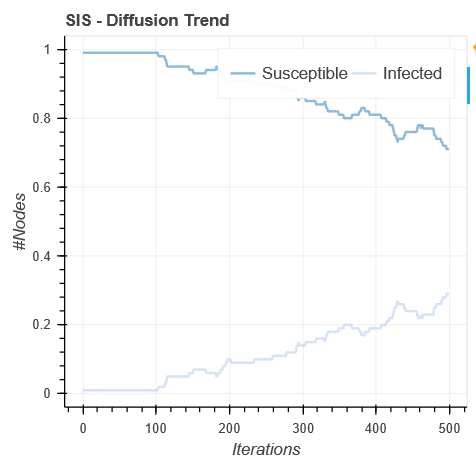 SIS - Diffusion Trend
Susceptible Infected
1
0.8
0.6
0.4
0.2
0
#Nodes
0 100 200 300 400 500
Iterations